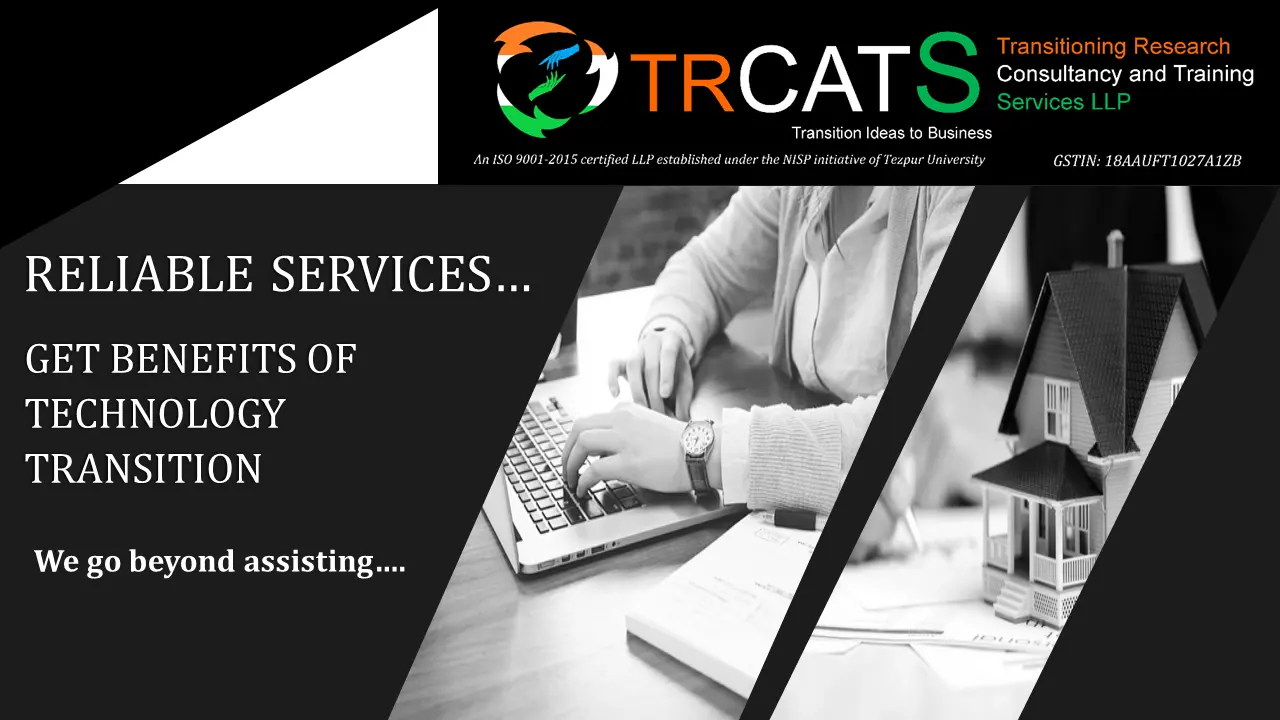 TRCATS
Transitioning Research
Consultancy and Training
Services LLP
Transition Ideas to Business
An ISO 9001-2015 certified LLP established under the NISP initiative of Tezpur University
GSTIN: 18AAUFT1027A1ZB
RELIABLE SERVICES…
GET BENEFITS OF
TECHNOLOGY
TRANSITION
We go beyond assisting….